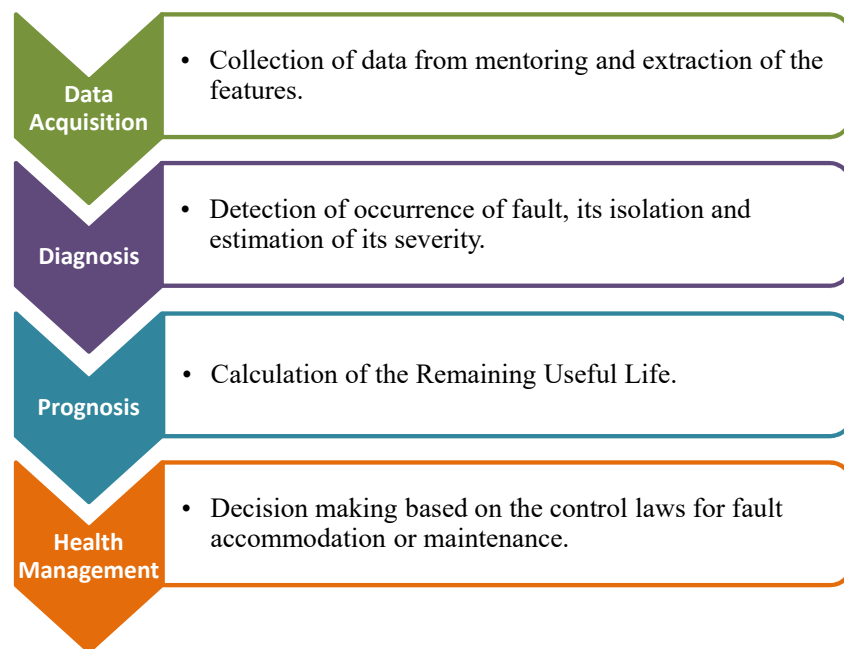 Data
Acquisition
• Collection of data from mentoring and extraction of the
features.
Diagnosis
• Detection of occurrence of fault, its isolation and
estimation of its severity.
Prognosis
• Calculation of the Remaining Useful Life.
Health
Management
• Decision making based on the control laws for fault
accommodation or maintenance.